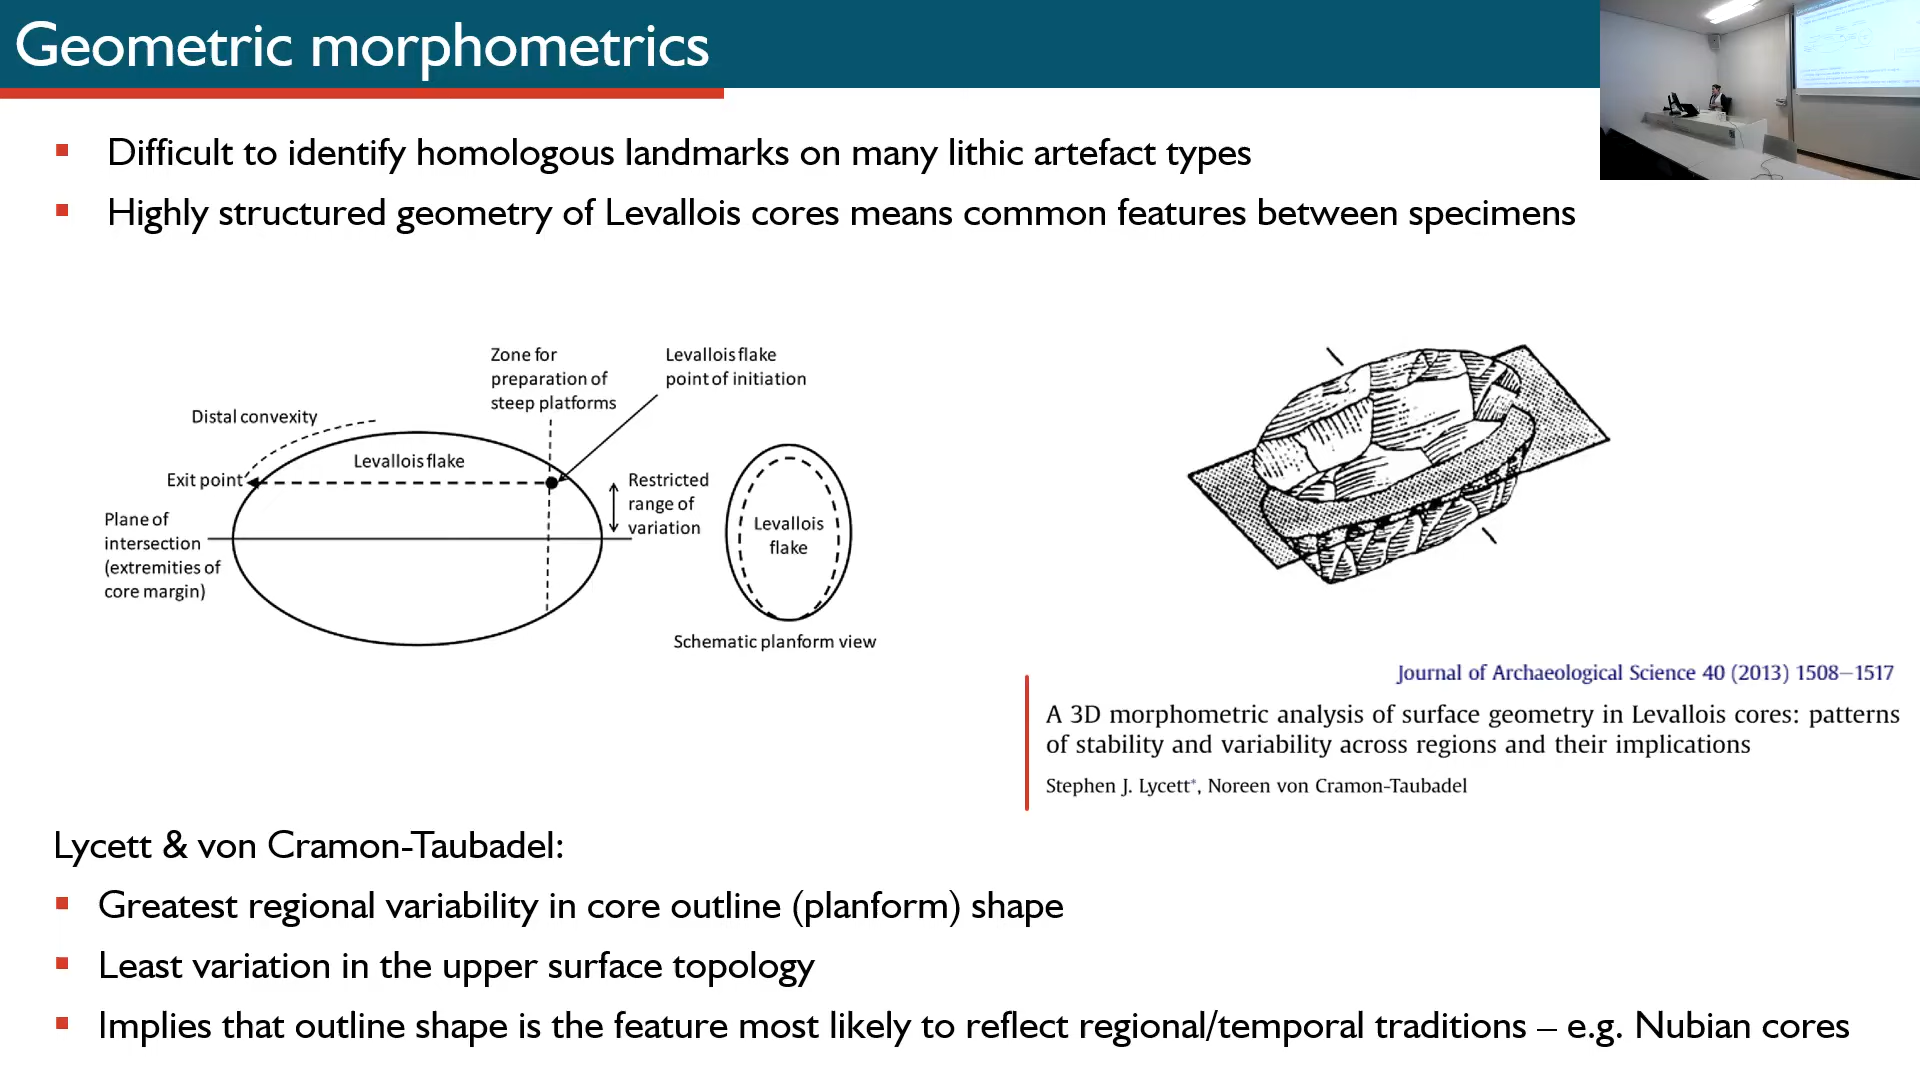 Geometric morphometrics
Difficult to identify homologous landmarks on many lithic artefact types
Highly structured geometry of Levallois cores means common features between specimens
Zone for
preparation of
steep platforms
Levallois flake
point of initiation
Distal convexity
Levallois flake
Exit point
Restricted
range of
variation
Plane of
intersection
(extremities of
core margin)
Levallois
flake
Schematic planform view
Journal of Archaeological Science 40 (2013) 1508–1517
A 3D morphometric analysis of surface geometry in Levallois cores: patterns
of stability and variability across regions and their implications
Stephen J. Lycett*, Noreen von Cramon-Taubadel
Lycett & von Cramon-Taubadel:
Greatest regional variability in core outline (planform) shape
Least variation in the upper surface topology
Implies that outline shape is the feature most likely to reflect regional/temporal traditions – e.g. Nubian cores